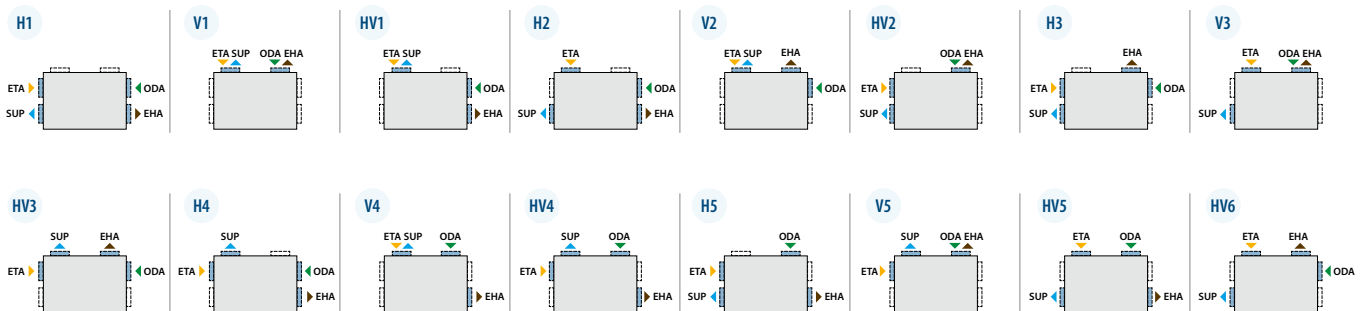 H1 V1 HV1 H2 V2 HV2 H3 V3
ETA SUP ODA EHA ETA SUP ETA ETA SUP EHA ODA EHA EHA ETA ODA EHA
ETA ODA ODA ODA ODA ETA ETA ODA
SUP EHA EHA SUP EHA SUP SUP
HV3 H4 V4 HV4 H5 V5 HV5 HV6
SUP EHA SUP ETA SUP ODA SUP ODA ODA SUP ODA EHA ETA ODA ETA EHA
ETA ODA ETA ODA ETA ETA ETA ODA
EHA EHA EHA SUP EHA SUP EHA SUP